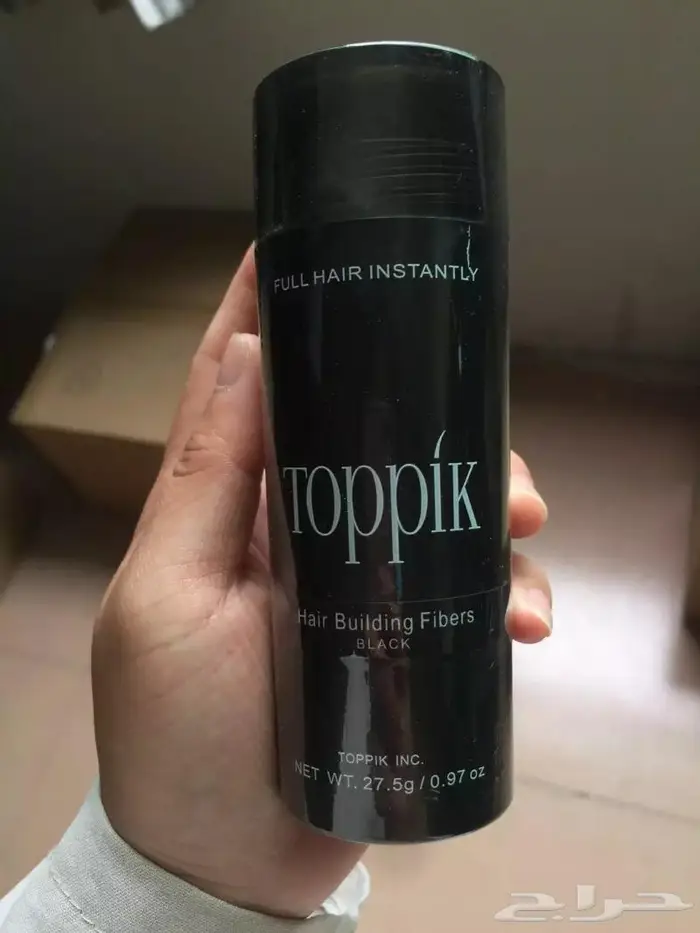 FULL HAIR INSTANTLY
Toppik
Hair Building Fibers
BLACK
TOPPIK INC.
NET WT. 27.5g / 0.97 oz
حراج